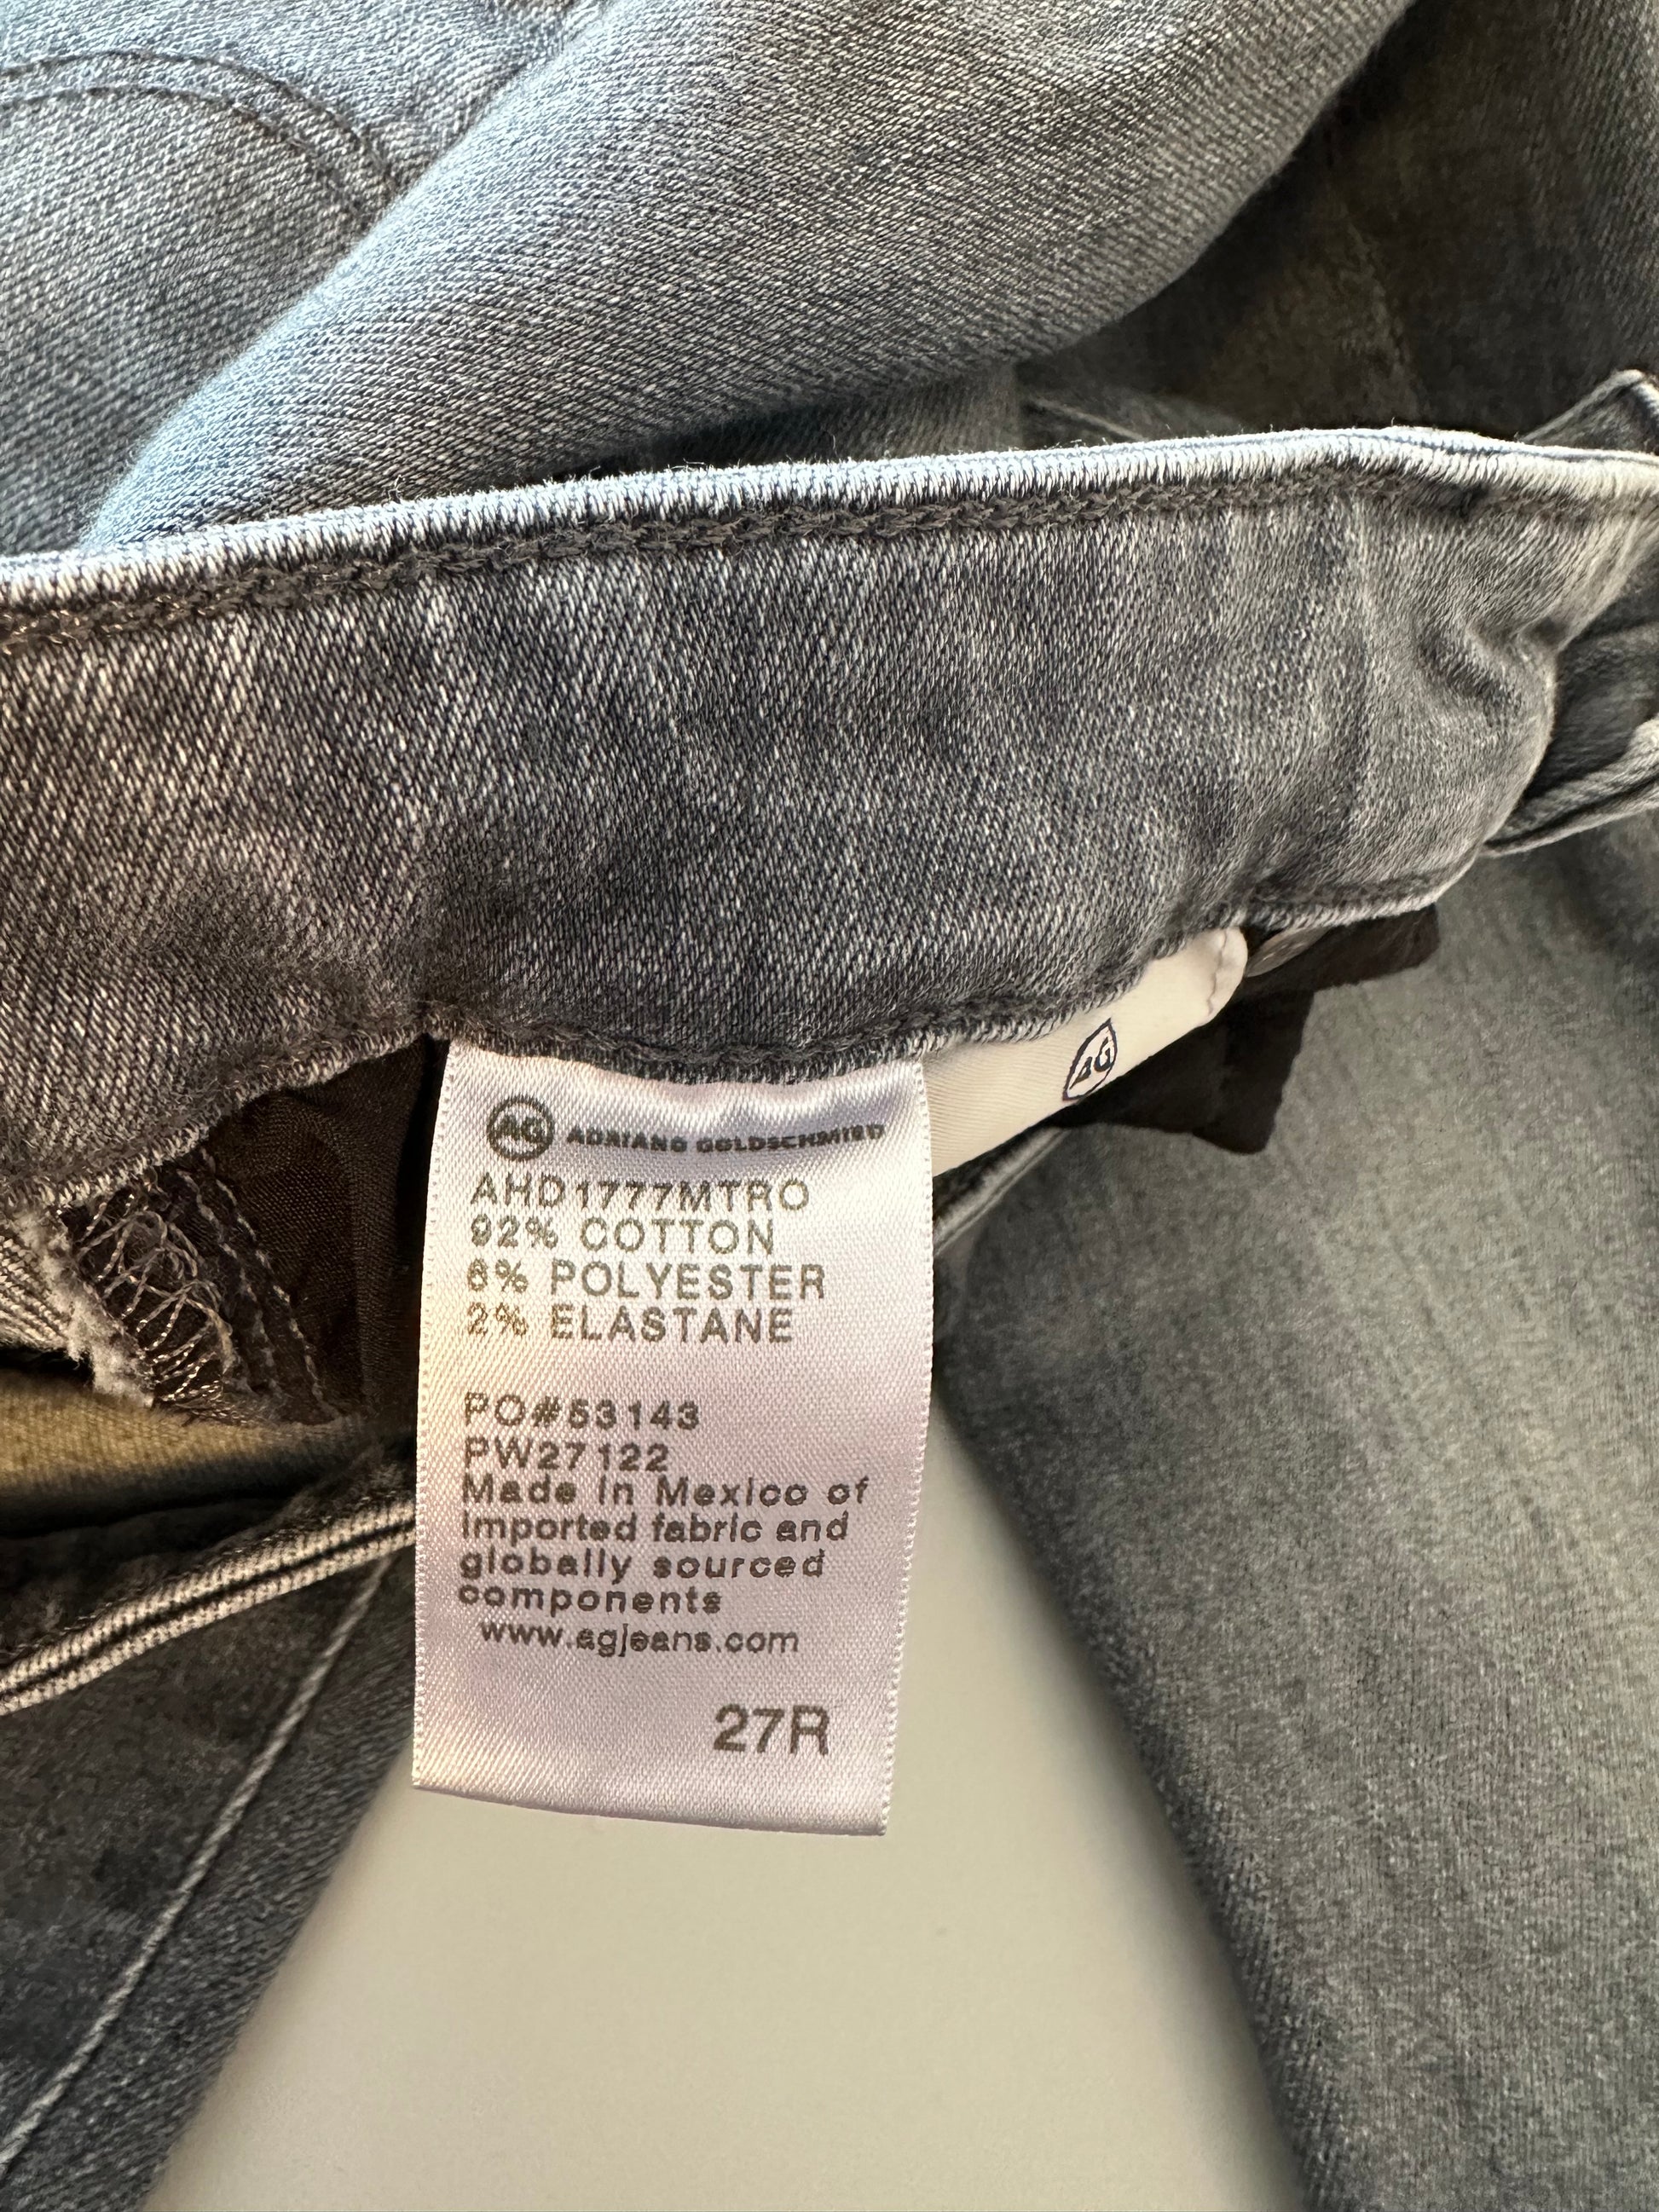 AG ADRIANO GOLDSCHMIED
AHD1777MTRO
92% COTTON
6% POLYESTER
2% ELASTANE
PO#53143
PW27122
Made in Mexico of
imported fabric and
globally sourced
components
www.agjeans.com
27R
AG